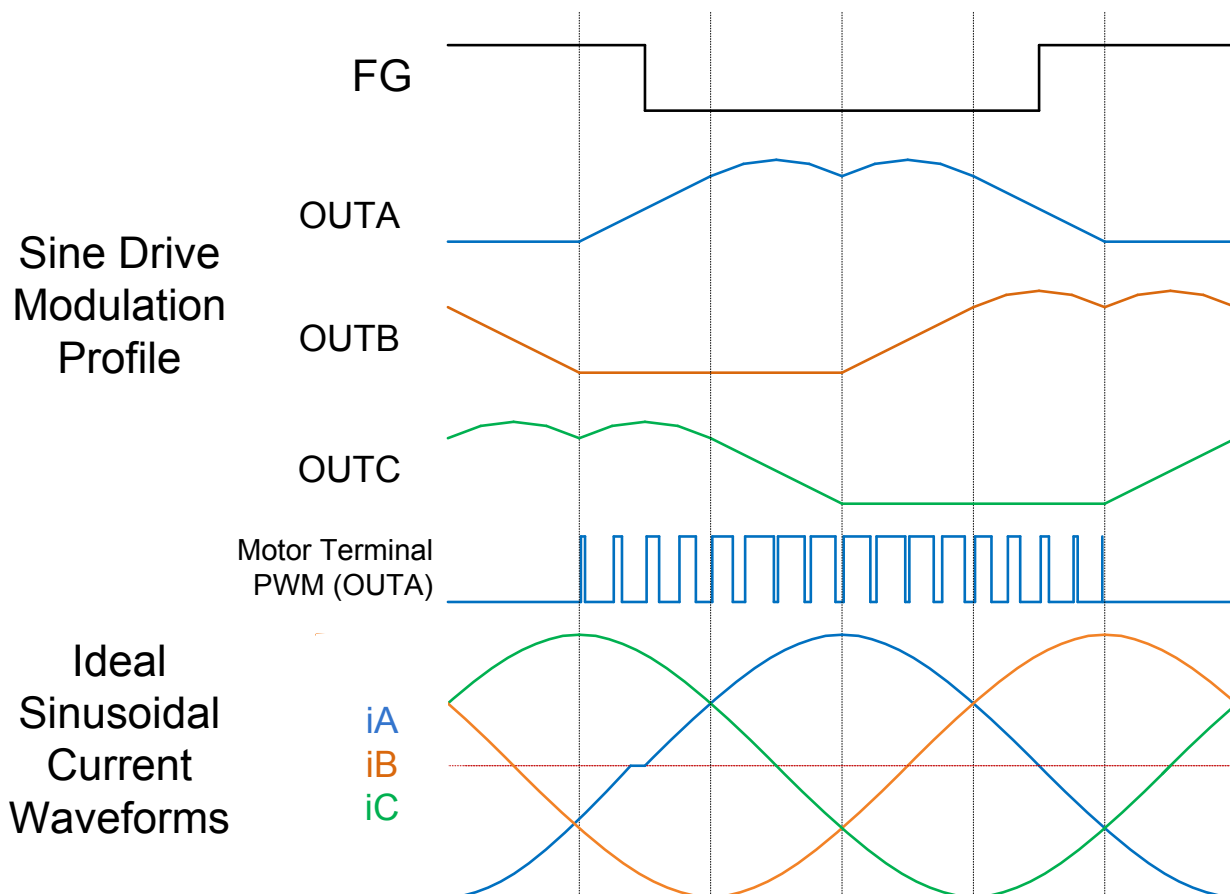 FG
OUTA
Sine Drive
Modulation
Profile
OUTB
OUTC
Motor Terminal
PWM (OUTA)
Ideal
Sinusoidal
Current
Waveforms
iA
iB
iC